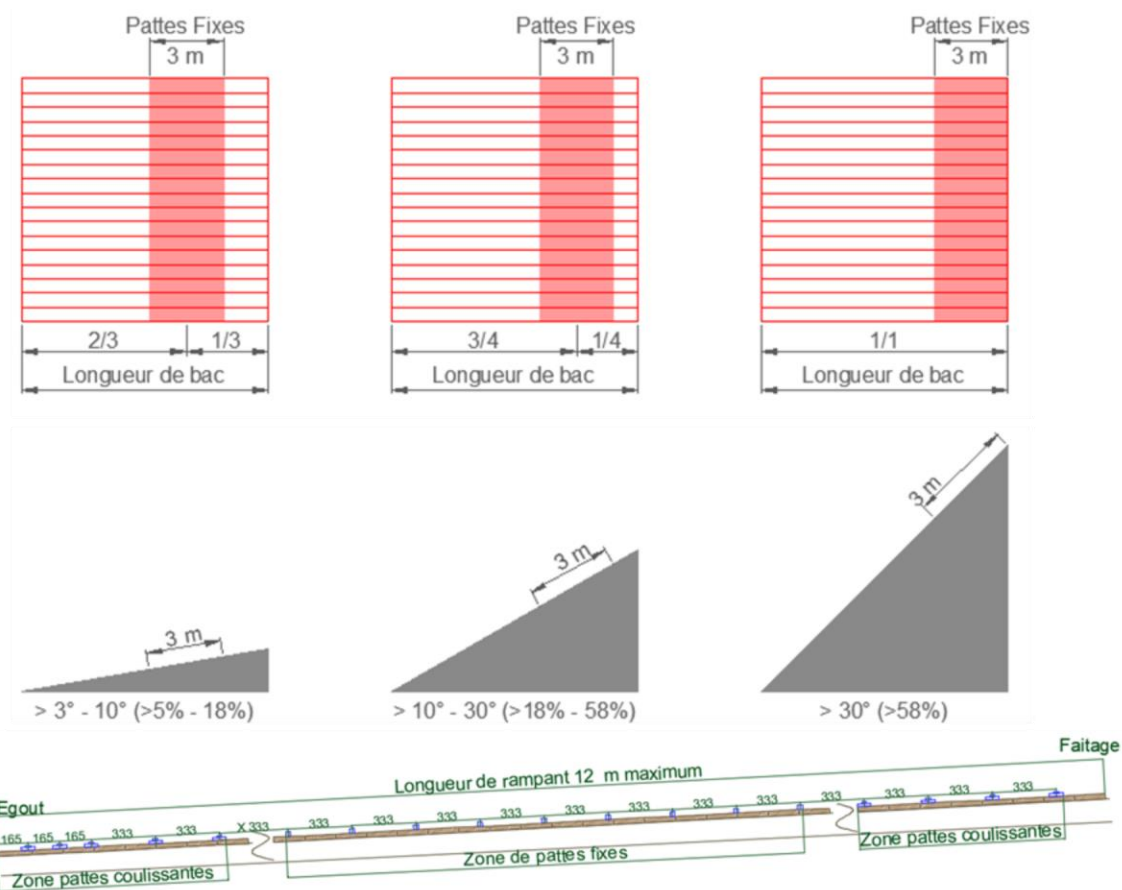 Pattes Fixes Pattes Fixes Pattes Fixes
3 m 3 m 3 m
2/3 1/3 3/4 1/4 1/1
Longueur de bac Longueur de bac Longueur de bac
3 m 3 m 3 m
> 3° - 10° (>5% - 18%) > 10° - 30° (>18% - 58%) > 30° (>58%)
Faitage
Longueur de rampant 12 m maximum
Egout
165 165 165 333 333 X 333 333 333 333 333 333 333 333 333 333 333 333
Zone pattes coulissantes Zone de pattes fixes Zone pattes coulissantes